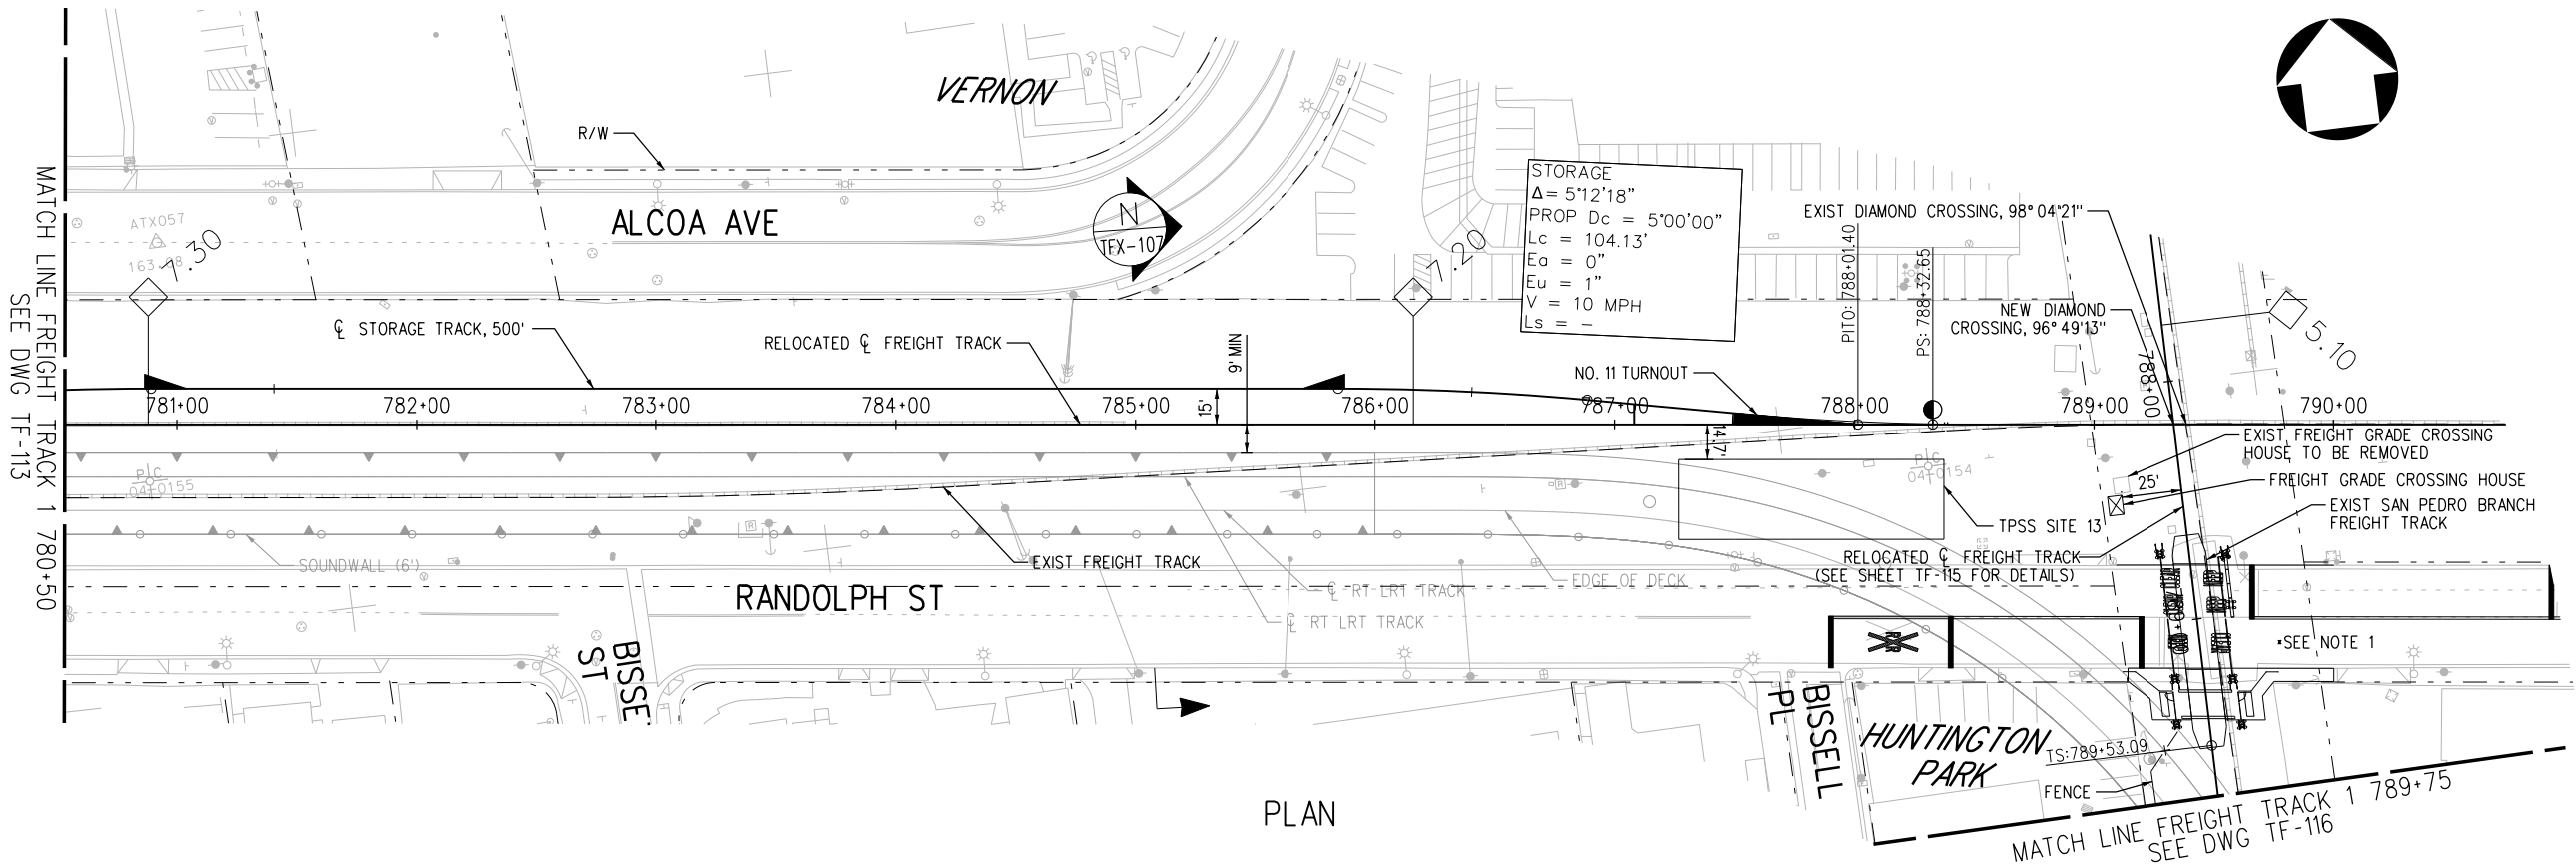 VERNON
R/W
MATCH LINE FREIGHT TRACK 1 780+50
SEE DWG TF-113
ATX057
163.98
7.30
ALCOA AVE
N
TFX-107
7.20
STORAGE
Δ= 5°12'18"
PROP Dc = 5°00'00"
Lc = 104.13'
Ea = 0"
Eu = 1"
V = 10 MPH
Ls = -
EXIST DIAMOND CROSSING, 98° 04'21"
PITO: 788+01.40
PS: 788+32.65
NEW DIAMOND
CROSSING, 96° 49'13"
5.10
℄ STORAGE TRACK, 500'
RELOCATED ℄ FREIGHT TRACK
9' MIN
NO. 11 TURNOUT
788+00
15'
781+00
782+00
783+00
784+00
785+00
786+00
787+00
788+00
789+00
790+00
14.17'
EXIST FREIGHT GRADE CROSSING
HOUSE TO BE REMOVED
25'
FREIGHT GRADE CROSSING HOUSE
EXIST SAN PEDRO BRANCH
FREIGHT TRACK
P/C
04-0155
P/C
04-0154
TPSS SITE 13
SOUNDWALL (6')
EXIST FREIGHT TRACK
RELOCATED ℄ FREIGHT TRACK
(SEE SHEET TF-115 FOR DETAILS)
EDGE OF DECK
℄ RT LRT TRACK
℄ RT LRT TRACK
RANDOLPH ST
*SEE NOTE 1
BISSE
ST
BISSELL
PL
HUNTINGTON
PARK
TS:789+53.09
FENCE
PLAN
MATCH LINE FREIGHT TRACK 1 789+75
SEE DWG TF-116